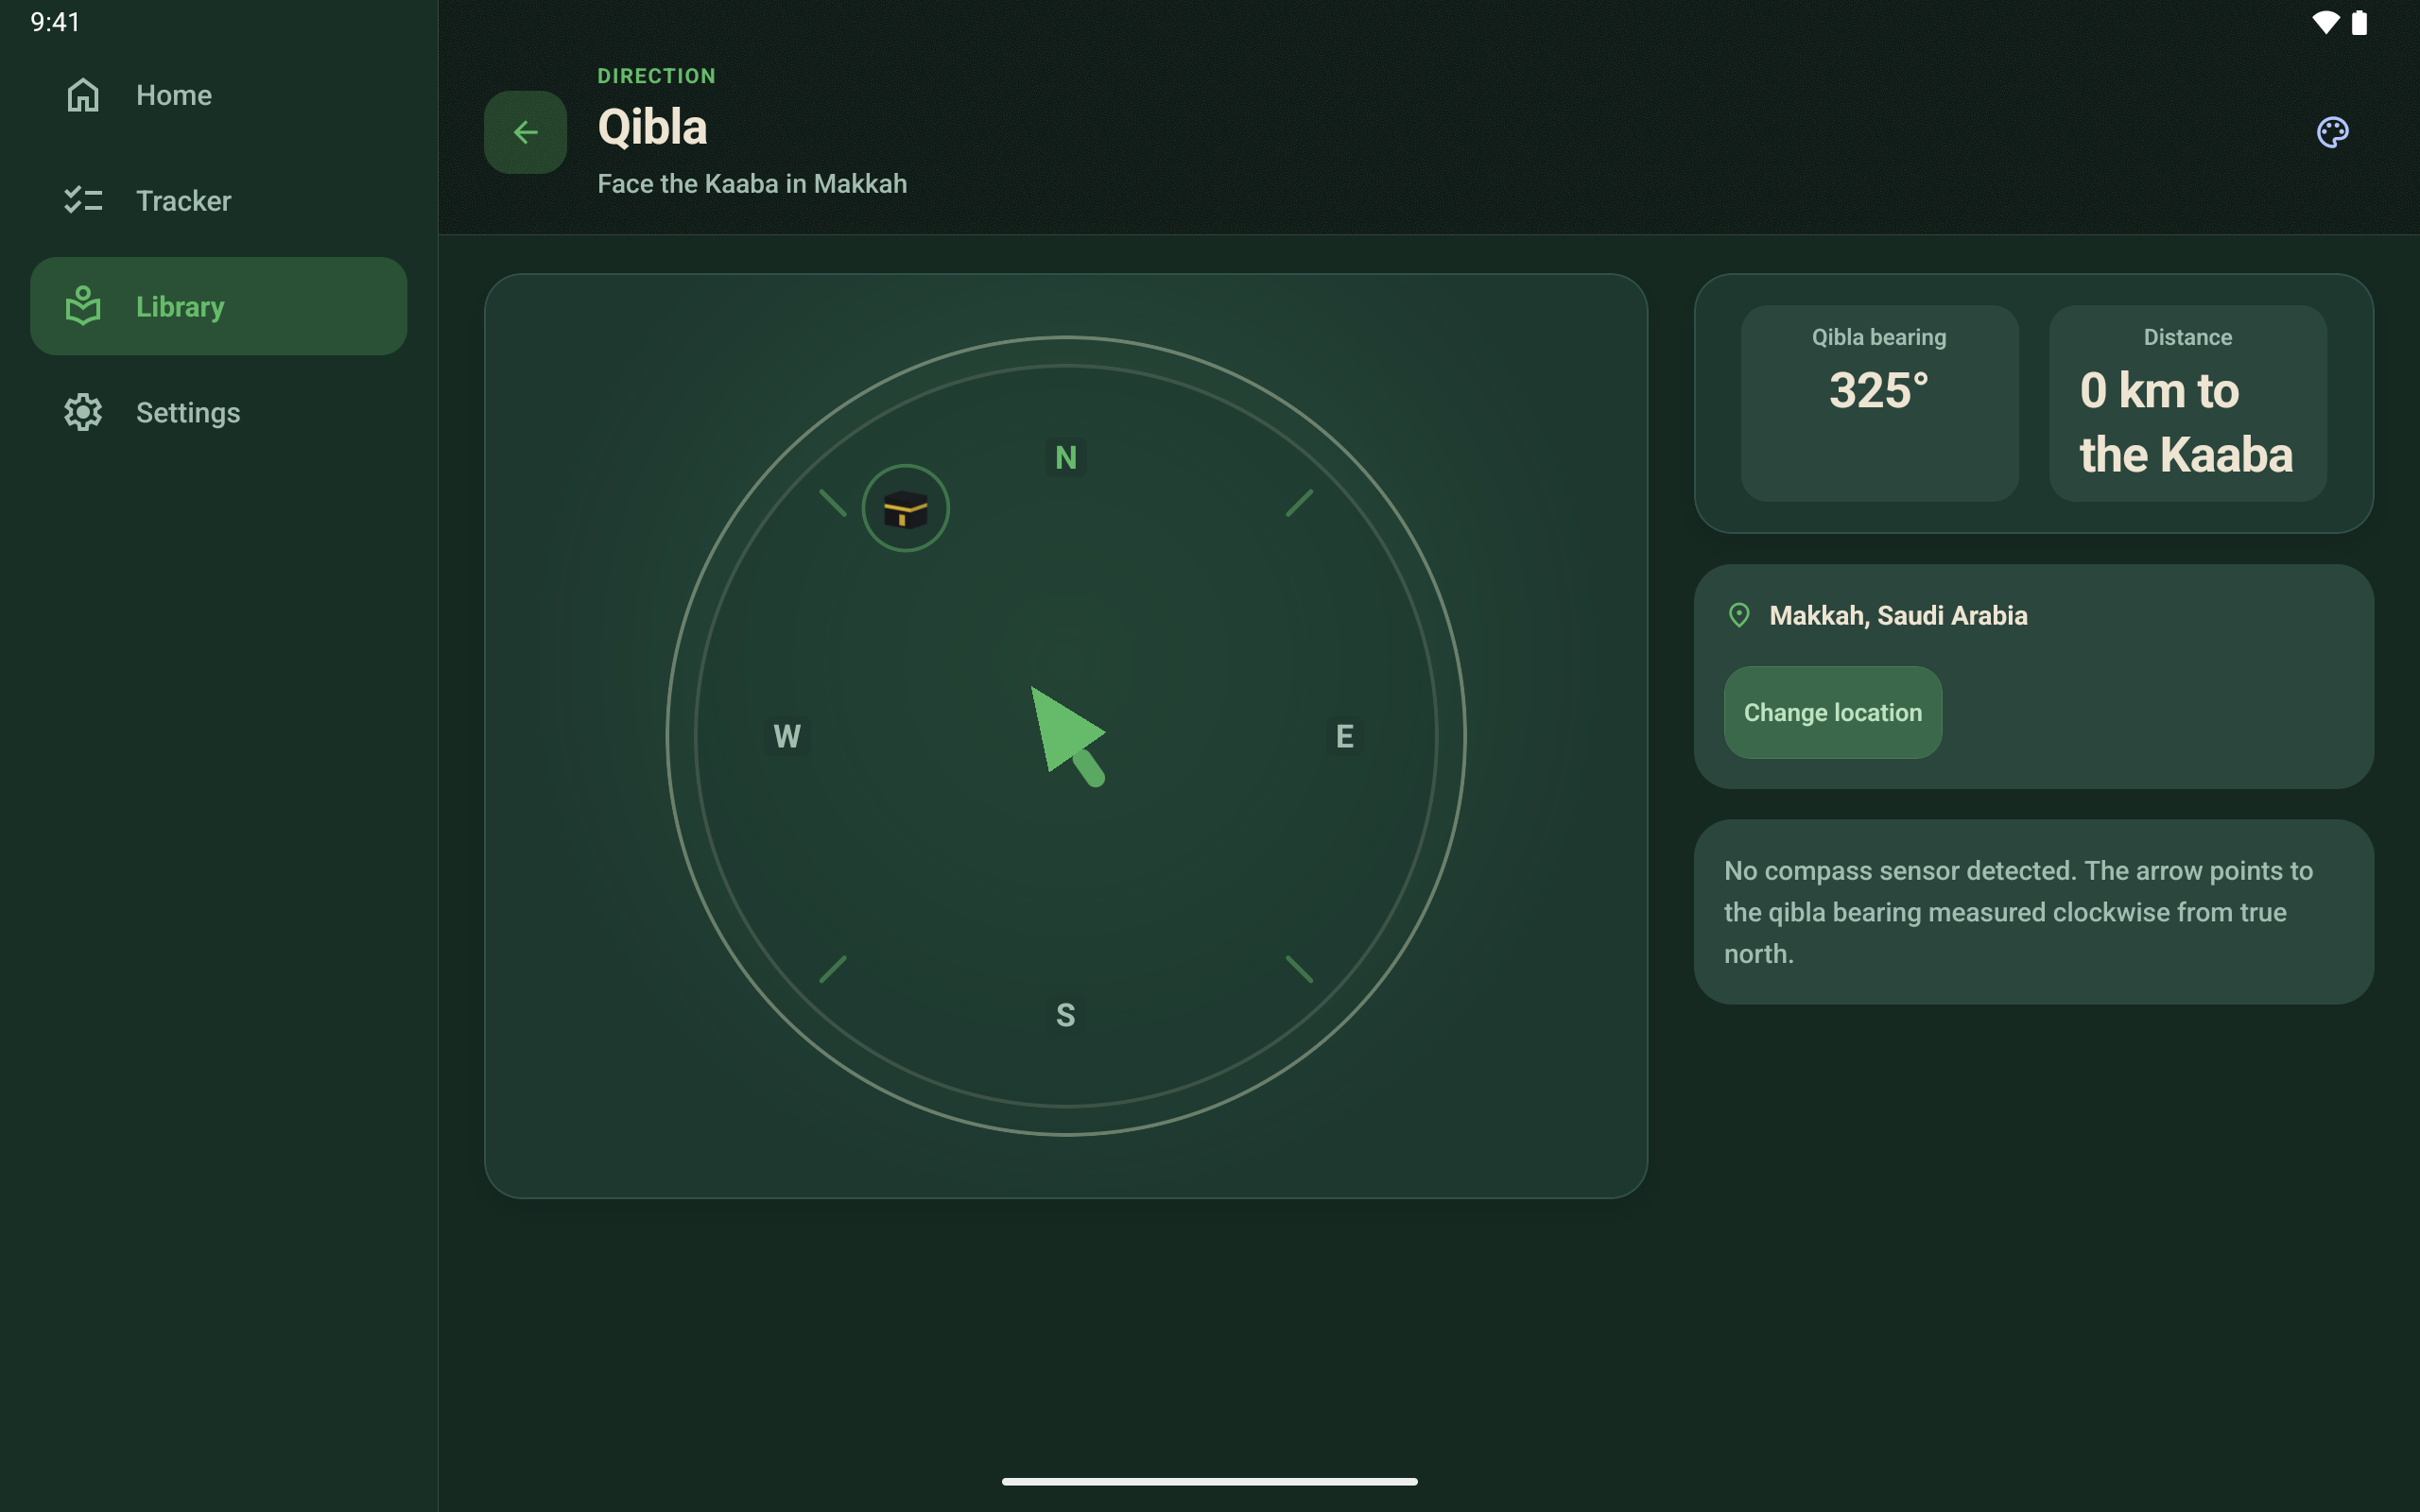 9:41
Home
Tracker
Library
Settings
DIRECTION
Qibla
Face the Kaaba in Makkah
N
W
E
S
Qibla bearing
325°
Distance
0 km to
the Kaaba
Makkah, Saudi Arabia
Change location
No compass sensor detected. The arrow points to
the qibla bearing measured clockwise from true
north.